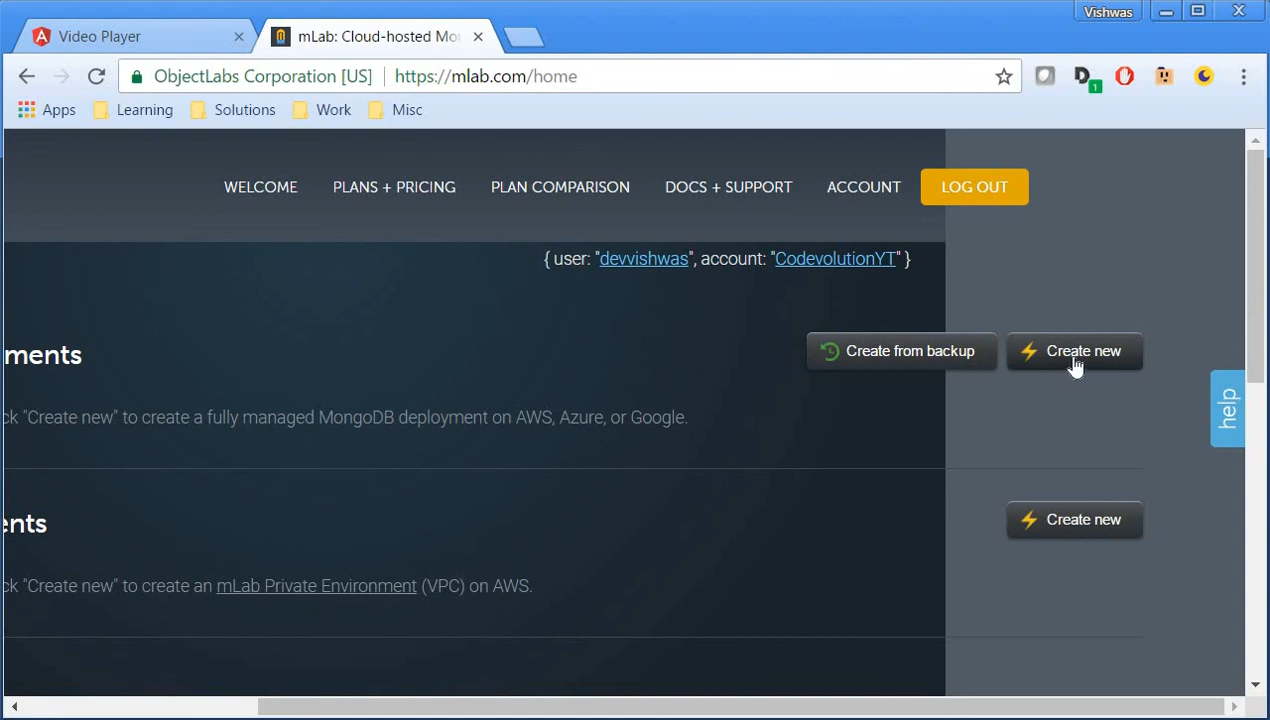 Vishwas
Video Player
mLab: Cloud-hosted Mo
ObjectLabs Corporation [US] https://mlab.com/home
1
Apps Learning Solutions Work Misc
WELCOME PLANS + PRICING PLAN COMPARISON DOCS + SUPPORT ACCOUNT LOG OUT
{ user: "devvishwas", account: "CodevolutionYT" }
ments Create from backup Create new
ck "Create new" to create a fully managed MongoDB deployment on AWS, Azure, or Google.
help
ents Create new
ck "Create new" to create an mLab Private Environment (VPC) on AWS.